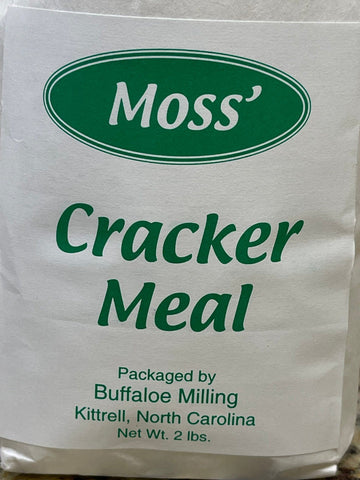 Moss'
Cracker
Meal
Packaged by
Buffaloe Milling
Kittrell, North Carolina
Net Wt. 2 lbs.